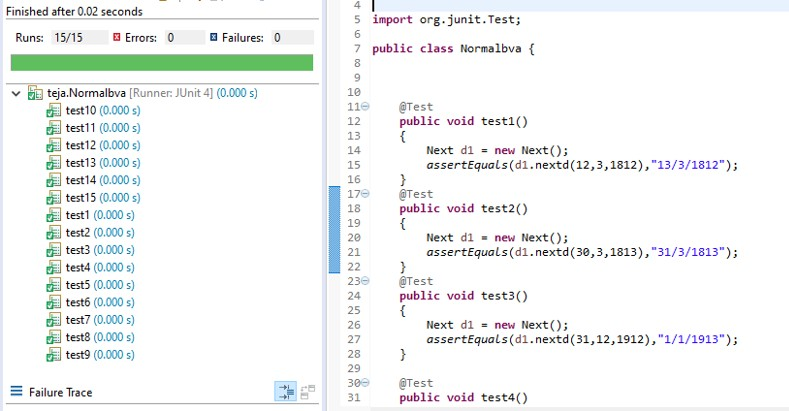 Finished after 0.02 seconds
Runs: 15/15 Errors: 0 Failures: 0
teja.Normalbva [Runner: JUnit 4] (0.000 s)
test10 (0.000 s)
test11 (0.000 s)
test12 (0.000 s)
test13 (0.000 s)
test14 (0.000 s)
test15 (0.000 s)
test1 (0.000 s)
test2 (0.000 s)
test3 (0.000 s)
test4 (0.000 s)
test5 (0.000 s)
test6 (0.000 s)
test7 (0.000 s)
test8 (0.000 s)
test9 (0.000 s)
Failure Trace
4
5 import org.junit.Test;
6
7 public class Normalbva {
8
9
10
11 @Test
12 public void test1()
13 {
14 Next d1 = new Next();
15 assertEquals(d1.nextd(12,3,1812),"13/3/1812");
16 }
17 @Test
18 public void test2()
19 {
20 Next d1 = new Next();
21 assertEquals(d1.nextd(30,3,1813),"31/3/1813");
22 }
23 @Test
24 public void test3()
25 {
26 Next d1 = new Next();
27 assertEquals(d1.nextd(31,12,1912),"1/1/1913");
28 }
29
30 @Test
31 public void test4()